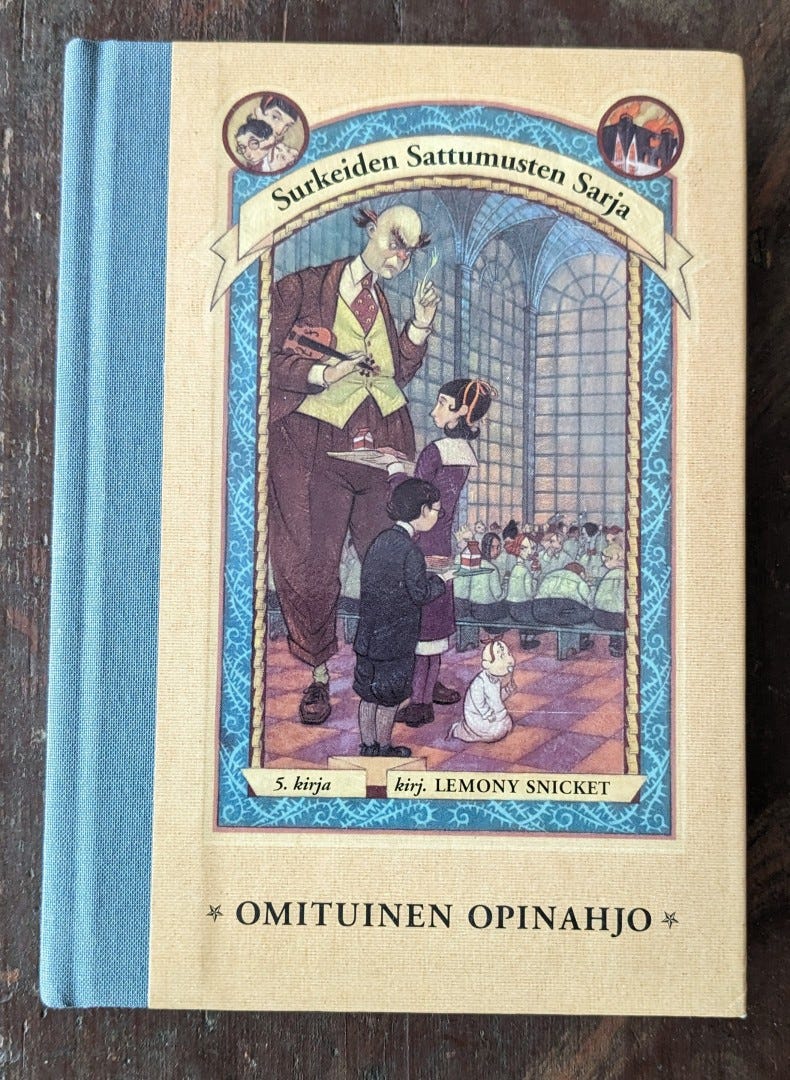 Surkeiden Sattumusten Sarja
5. kirja
kirj. LEMONY SNICKET
OMITUINEN OPINAHJO